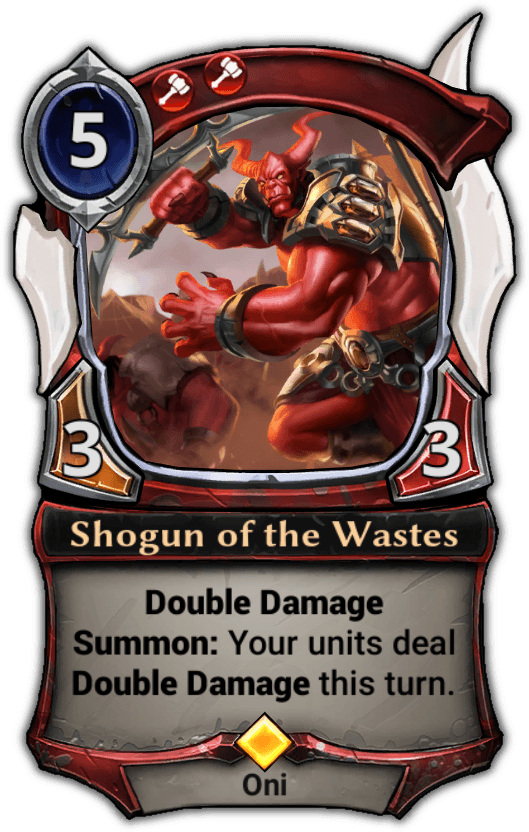 5
3
3
Shogun of the Wastes
Double Damage
Summon: Your units deal
Double Damage this turn.
Oni